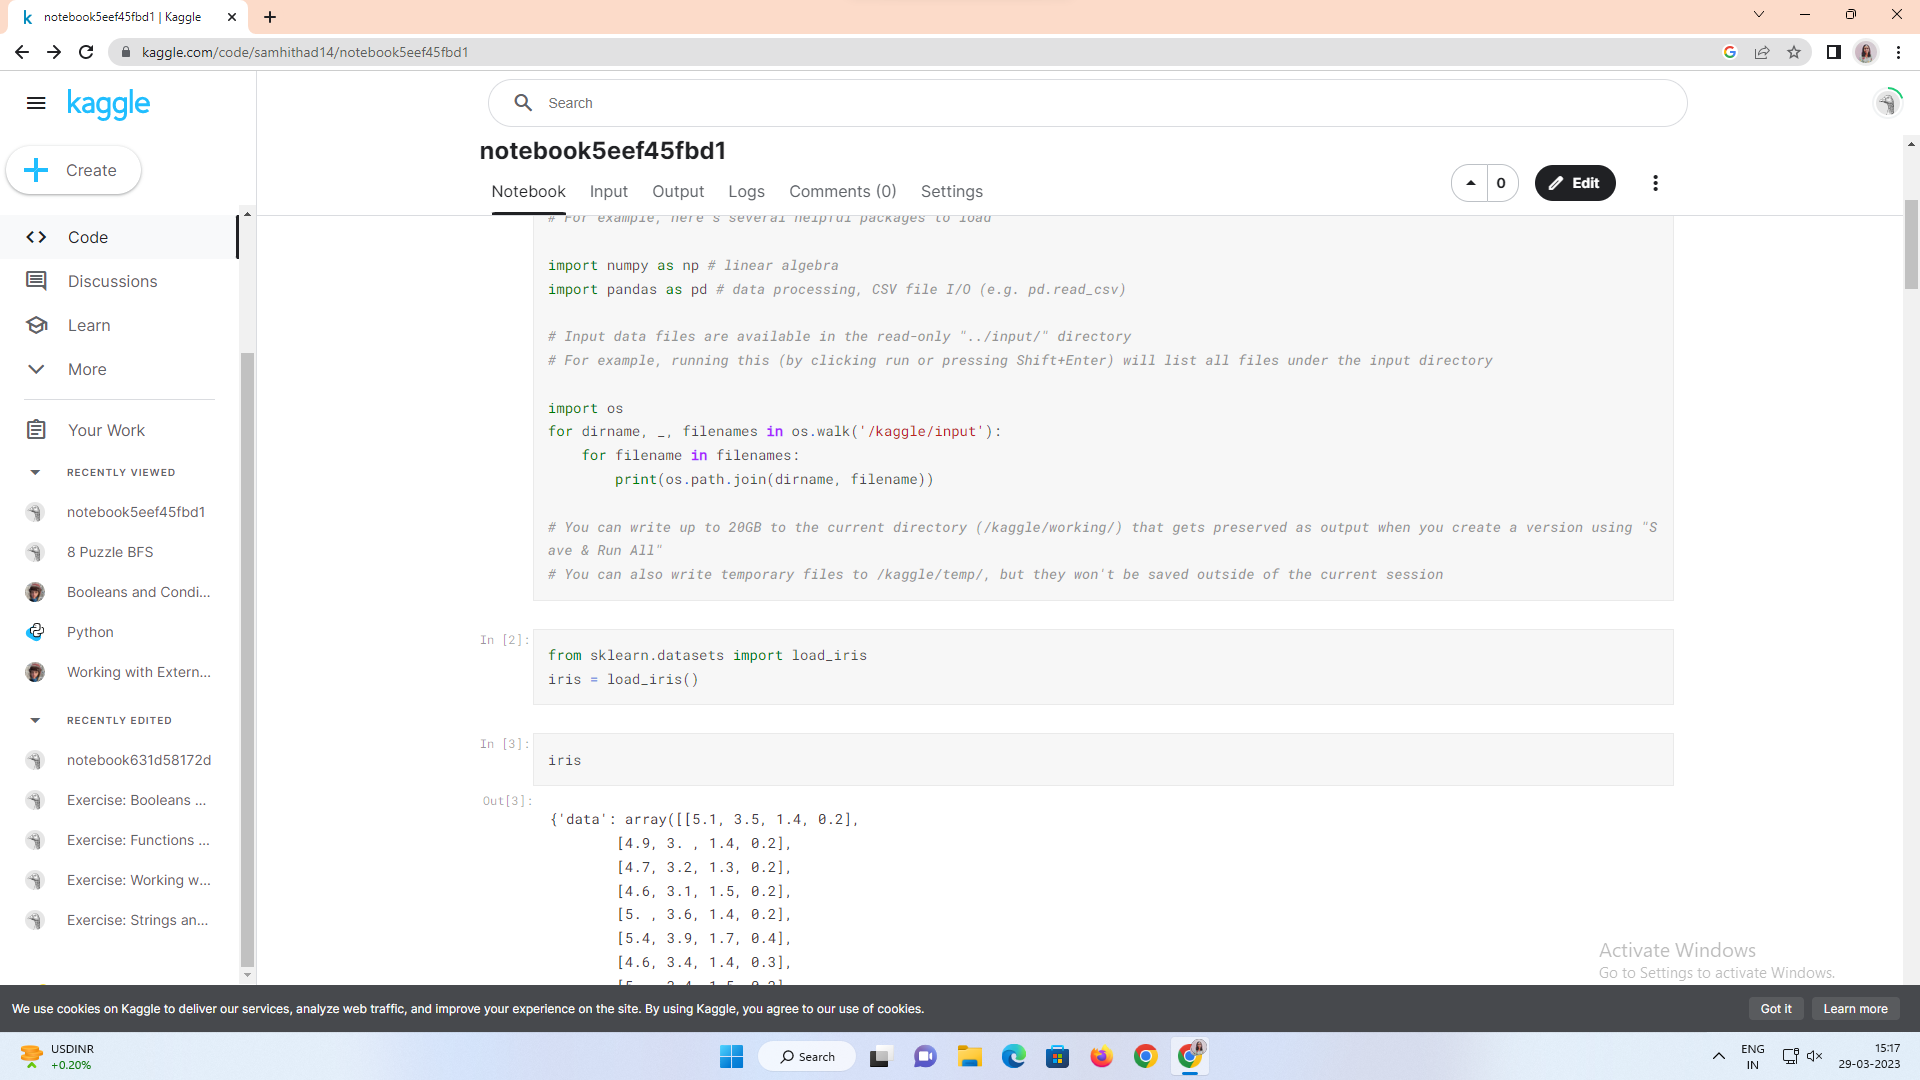 notebook5eef45fbd1 | Kaggle
kaggle.com/code/samhithad14/notebook5eef45fbd1
kaggle
Search
Create
notebook5eef45fbd1
Notebook Input Output Logs Comments (0) Settings
0
Edit
Code
Discussions
Learn
More
Your Work
RECENTLY VIEWED
notebook5eef45fbd1
8 Puzzle BFS
Booleans and Condi...
Python
Working with Extern...
RECENTLY EDITED
notebook631d58172d
Exercise: Booleans ...
Exercise: Functions ...
Exercise: Working w...
Exercise: Strings an...
# For example, here's several helpful packages to load
import numpy as np # linear algebra
import pandas as pd # data processing, CSV file I/O (e.g. pd.read_csv)
# Input data files are available in the read-only "../input/" directory
# For example, running this (by clicking run or pressing Shift+Enter) will list all files under the input directory
import os
for dirname, _, filenames in os.walk('/kaggle/input'):
    for filename in filenames:
        print(os.path.join(dirname, filename))
# You can write up to 20GB to the current directory (/kaggle/working/) that gets preserved as output when you create a version using "S
ave & Run All"
# You can also write temporary files to /kaggle/temp/, but they won't be saved outside of the current session
In [2]:
from sklearn.datasets import load_iris
iris = load_iris()
In [3]:
iris
Out[3]:
{'data': array([[5.1, 3.5, 1.4, 0.2],
        [4.9, 3. , 1.4, 0.2],
        [4.7, 3.2, 1.3, 0.2],
        [4.6, 3.1, 1.5, 0.2],
        [5. , 3.6, 1.4, 0.2],
        [5.4, 3.9, 1.7, 0.4],
        [4.6, 3.4, 1.4, 0.3],
        [5. , 3.4, 1.5, 0.2],
Activate Windows
Go to Settings to activate Windows.
We use cookies on Kaggle to deliver our services, analyze web traffic, and improve your experience on the site. By using Kaggle, you agree to our use of cookies.
Got it
Learn more
USDINR
+0.20%
Search
ENG
IN
15:17
29-03-2023